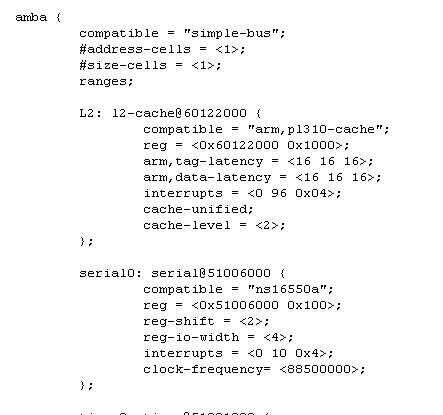 amba {
compatible = "simple-bus";
#address-cells = <1>;
#size-cells = <1>;
ranges;
L2: l2-cache@60122000 {
compatible = "arm,pl310-cache";
reg = <0x60122000 0x1000>;
arm,tag-latency = <16 16 16>;
arm,data-latency = <16 16 16>;
interrupts = <0 96 0x04>;
cache-unified;
cache-level = <2>;
};
serial0: serial@51006000 {
compatible = "ns16550a";
reg = <0x51006000 0x100>;
reg-shift = <2>;
reg-io-width = <4>;
interrupts = <0 10 0x4>;
clock-frequency= <88500000>;
};